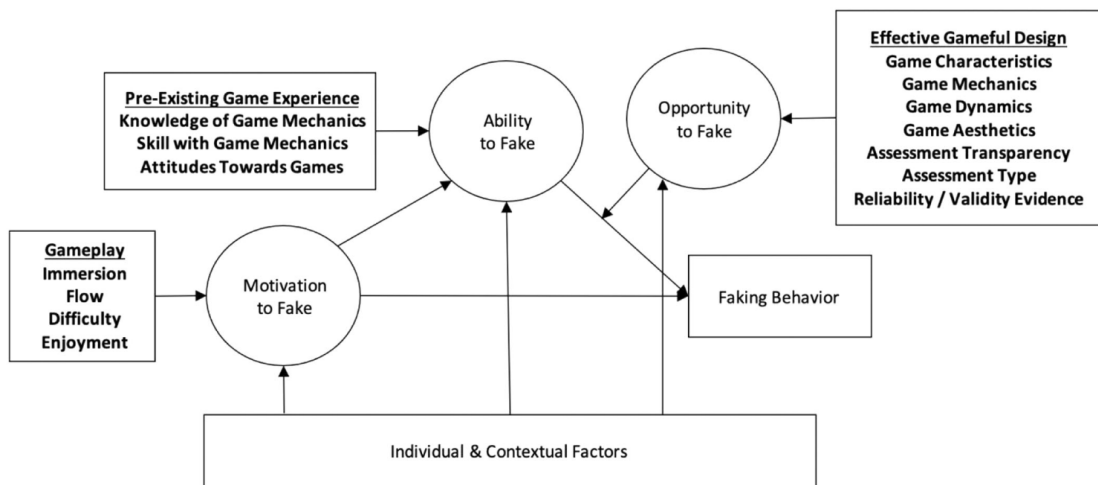 Effective Gameful Design
Game Characteristics
Game Mechanics
Game Dynamics
Game Aesthetics
Assessment Transparency
Assessment Type
Reliability / Validity Evidence
Pre-Existing Game Experience
Knowledge of Game Mechanics
Skill with Game Mechanics
Attitudes Towards Games
Ability
to Fake
Opportunity
to Fake
Gameplay
Immersion
Flow
Difficulty
Enjoyment
Motivation
to Fake
Faking Behavior
Individual & Contextual Factors